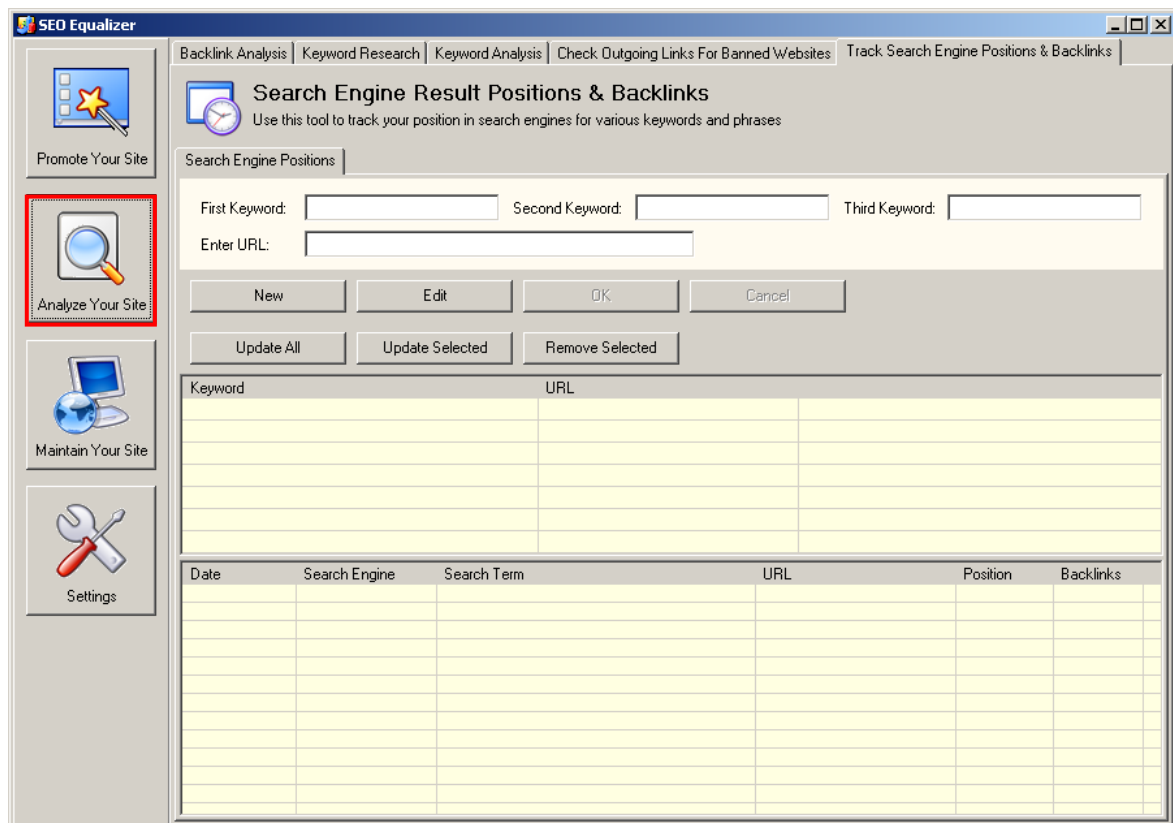 SEO Equalizer
Promote Your Site
Analyze Your Site
Maintain Your Site
Settings
Backlink Analysis Keyword Research Keyword Analysis Check Outgoing Links For Banned Websites Track Search Engine Positions & Backlinks
Search Engine Result Positions & Backlinks
Use this tool to track your position in search engines for various keywords and phrases
Search Engine Positions
First Keyword: Second Keyword: Third Keyword:
Enter URL:
New Edit OK Cancel
Update All Update Selected Remove Selected
Keyword URL
Date Search Engine Search Term URL Position Backlinks